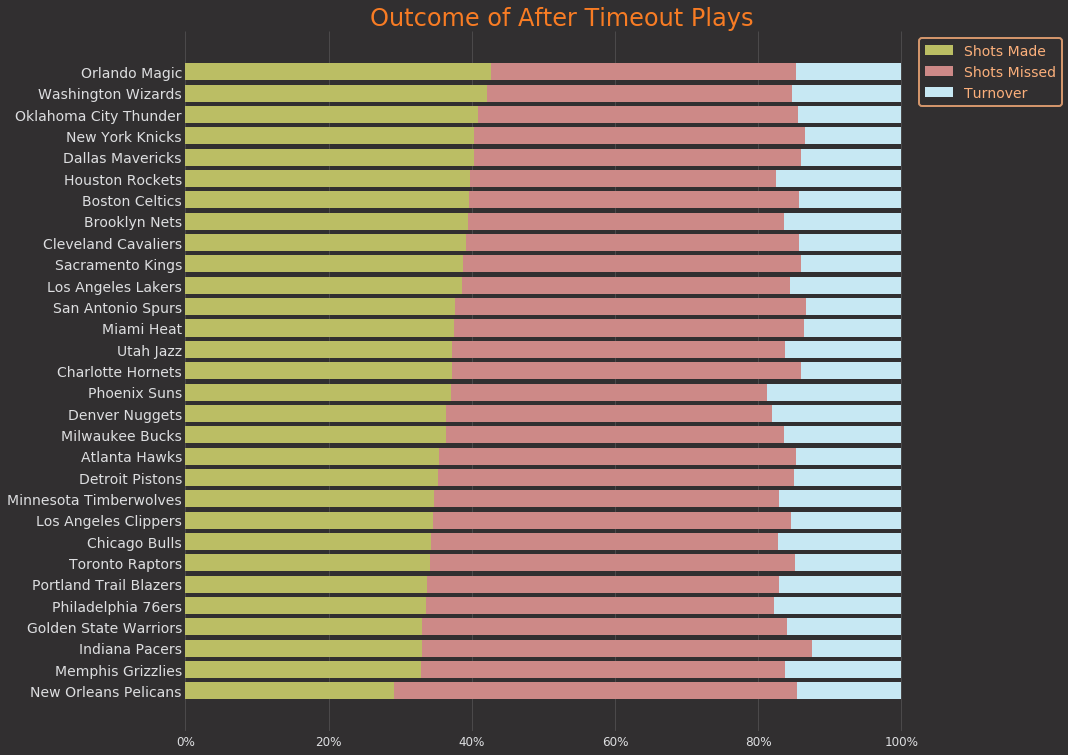 Outcome of After Timeout Plays
Shots Made
Shots Missed
Turnover
Orlando Magic
Washington Wizards
Oklahoma City Thunder
New York Knicks
Dallas Mavericks
Houston Rockets
Boston Celtics
Brooklyn Nets
Cleveland Cavaliers
Sacramento Kings
Los Angeles Lakers
San Antonio Spurs
Miami Heat
Utah Jazz
Charlotte Hornets
Phoenix Suns
Denver Nuggets
Milwaukee Bucks
Atlanta Hawks
Detroit Pistons
Minnesota Timberwolves
Los Angeles Clippers
Chicago Bulls
Toronto Raptors
Portland Trail Blazers
Philadelphia 76ers
Golden State Warriors
Indiana Pacers
Memphis Grizzlies
New Orleans Pelicans
0% 20% 40% 60% 80% 100%